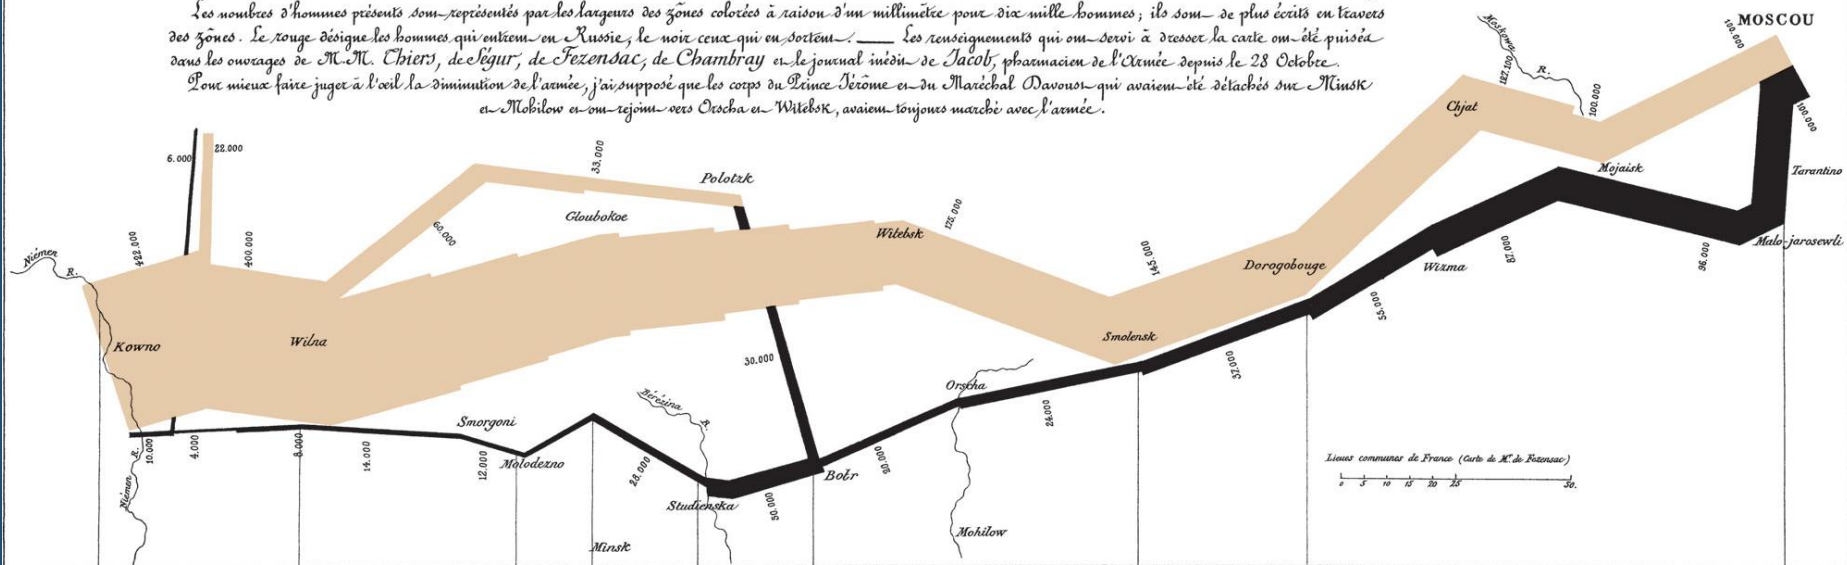 Les nombres d'hommes présents sont représentés par les largeurs des zônes colorées à raison d'un millimètre pour dix mille hommes; ils sont de plus écrits en travers
des zônes. Le rouge désigne les hommes qui entrent en Russie, le noir ceux qui en sortent. — Les renseignements qui ont servi à dresser la carte ont été puisés
dans les ouvrages de M.M. Thiers, de Ségur, de Fezensac, de Chambray et le journal inédit de Jacob, pharmacien de l'Armée depuis le 28 Octobre.
Pour mieux faire juger à l'œil la diminution de l'armée, j'ai supposé que les corps du Prince Jérôme et du Maréchal Davoust qui avaient été détachés sur Minsk
et Mohilow et ont rejoint vers Orscha et Witebsk, avaient toujours marché avec l'armée.
MOSCOU
100.000
100.000
Moskowa
R.
127.100
100.000
Chjat
Mojaisk
Tarantino
Malo-jarosewli
6.000
22.000
33.000
Polotzk
Gloubokoe
60.000
175.000
Witebsk
Niémen
R.
422.000
400.000
145.000
Dorogobouge
Wizma
87.000
96.000
55.000
Kowno
Wilna
30.000
Smolensk
37.000
Orscha
24.000
Bérézina
R.
Smorgoni
Molodezno
10.000
4.000
8.000
14.000
12.000
28.000
Studienska
50.000
Bobr
20.000
R.
Niémen
Minsk
Mohilow
Lieues communes de France (Carte de M. de Fezensac)
0 5 10 15 20 25 50.